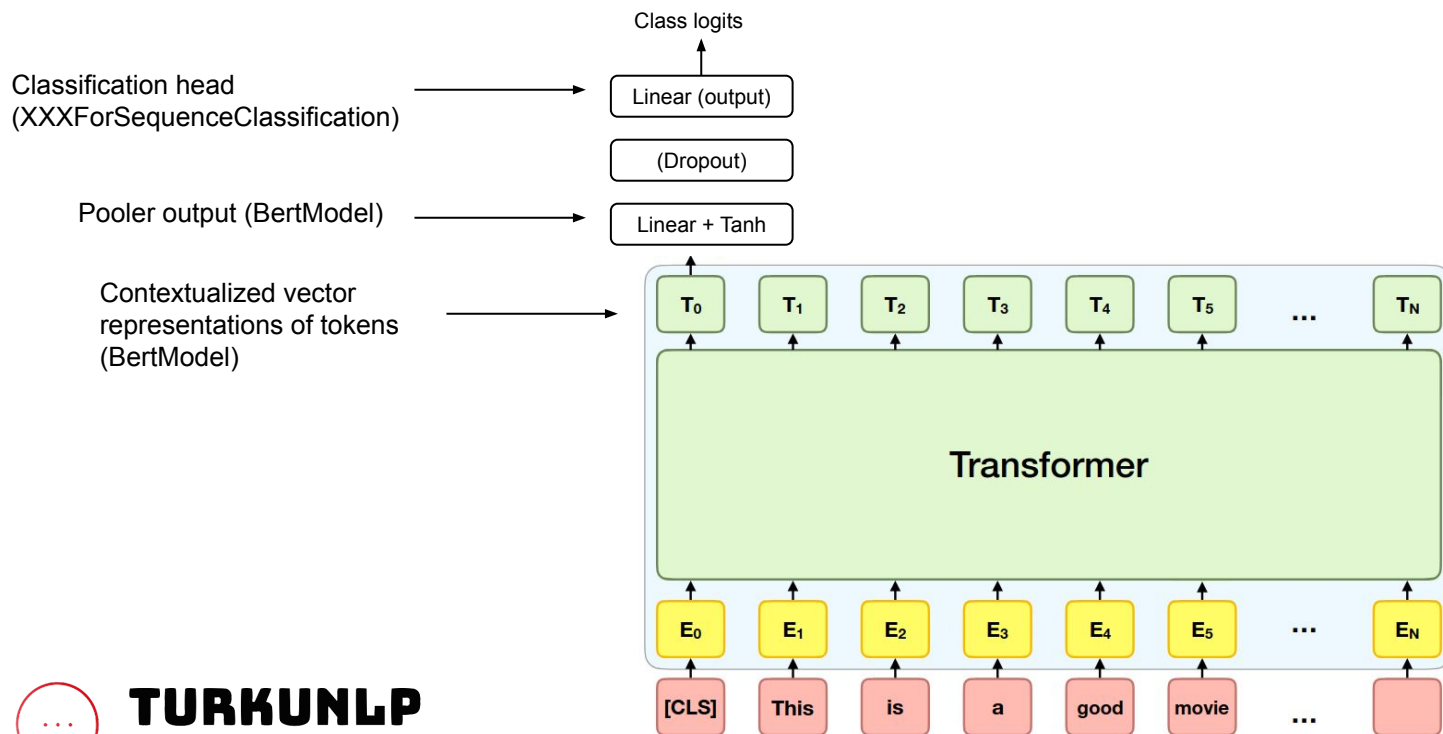 Class logits
Classification head
(XXXForSequenceClassification)
Linear (output)
(Dropout)
Pooler output (BertModel)
Linear + Tanh
Contextualized vector
representations of tokens
(BertModel)
T₀ T₁ T₂ T₃ T₄ T₅ ... T_N
Transformer
E₀ E₁ E₂ E₃ E₄ E₅ ... E_N
[CLS] This is a good movie ...
... TURKUNLP